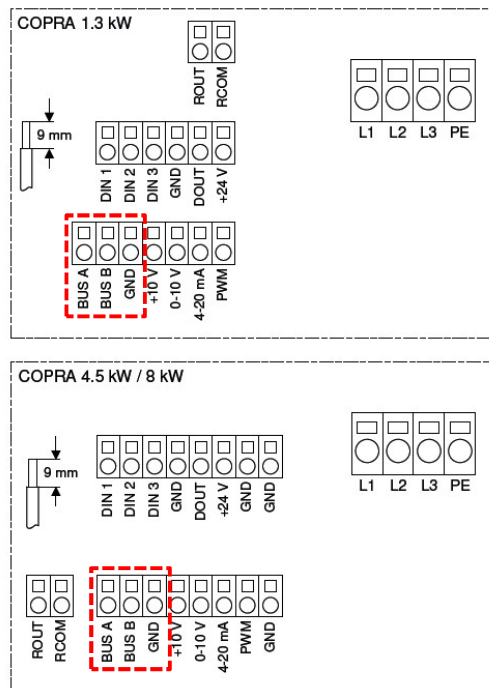 COPRA 1.3 kW
ROUT RCOM
L1 L2 L3 PE
9 mm
DIN 1 DIN 2 DIN 3 GND DOUT +24 V
BUS A BUS B GND +10 V 0-10 V 4-20 mA PWM
COPRA 4.5 kW / 8 kW
L1 L2 L3 PE
9 mm
DIN 1 DIN 2 DIN 3 GND DOUT +24 V GND GND
ROUT RCOM BUS A BUS B GND +10 V 0-10 V 4-20 mA PWM GND